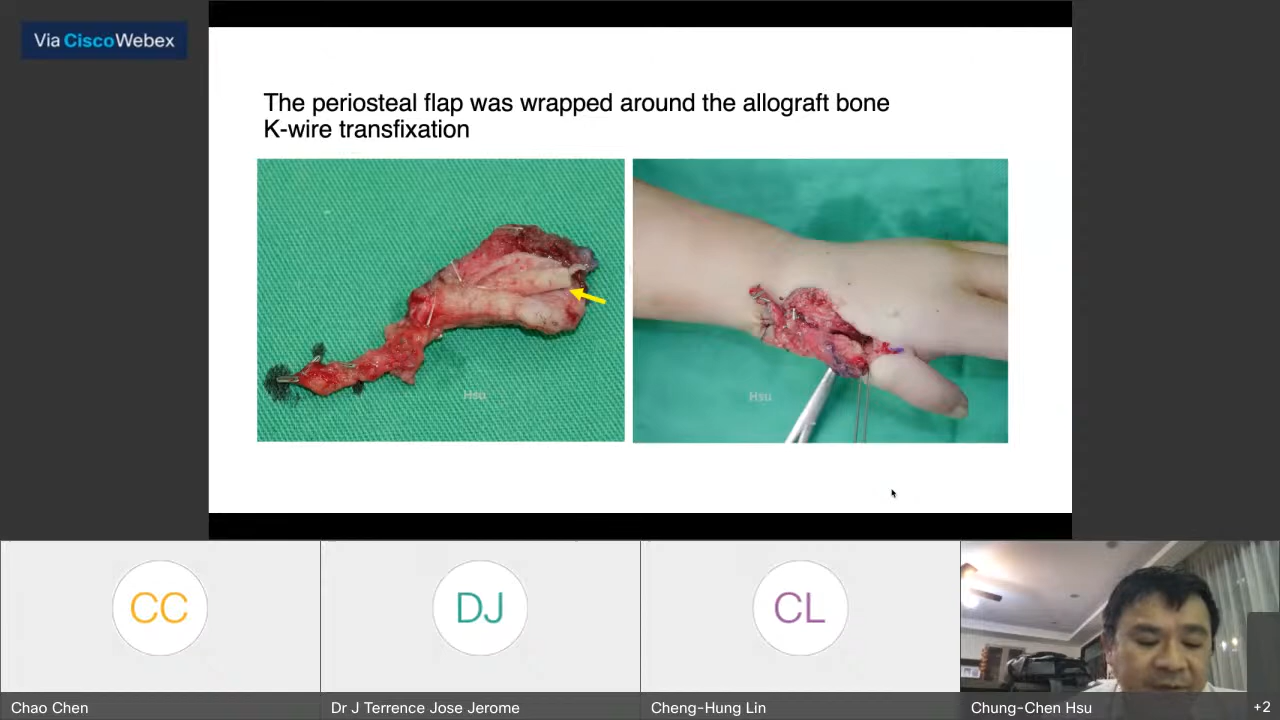 Via CiscoWebex
The periosteal flap was wrapped around the allograft bone
K-wire transfixation
Hsu
Hsu
CC
DJ
CL
Chao Chen
Dr J Terrence Jose Jerome
Cheng-Hung Lin
Chung-Chen Hsu
+2